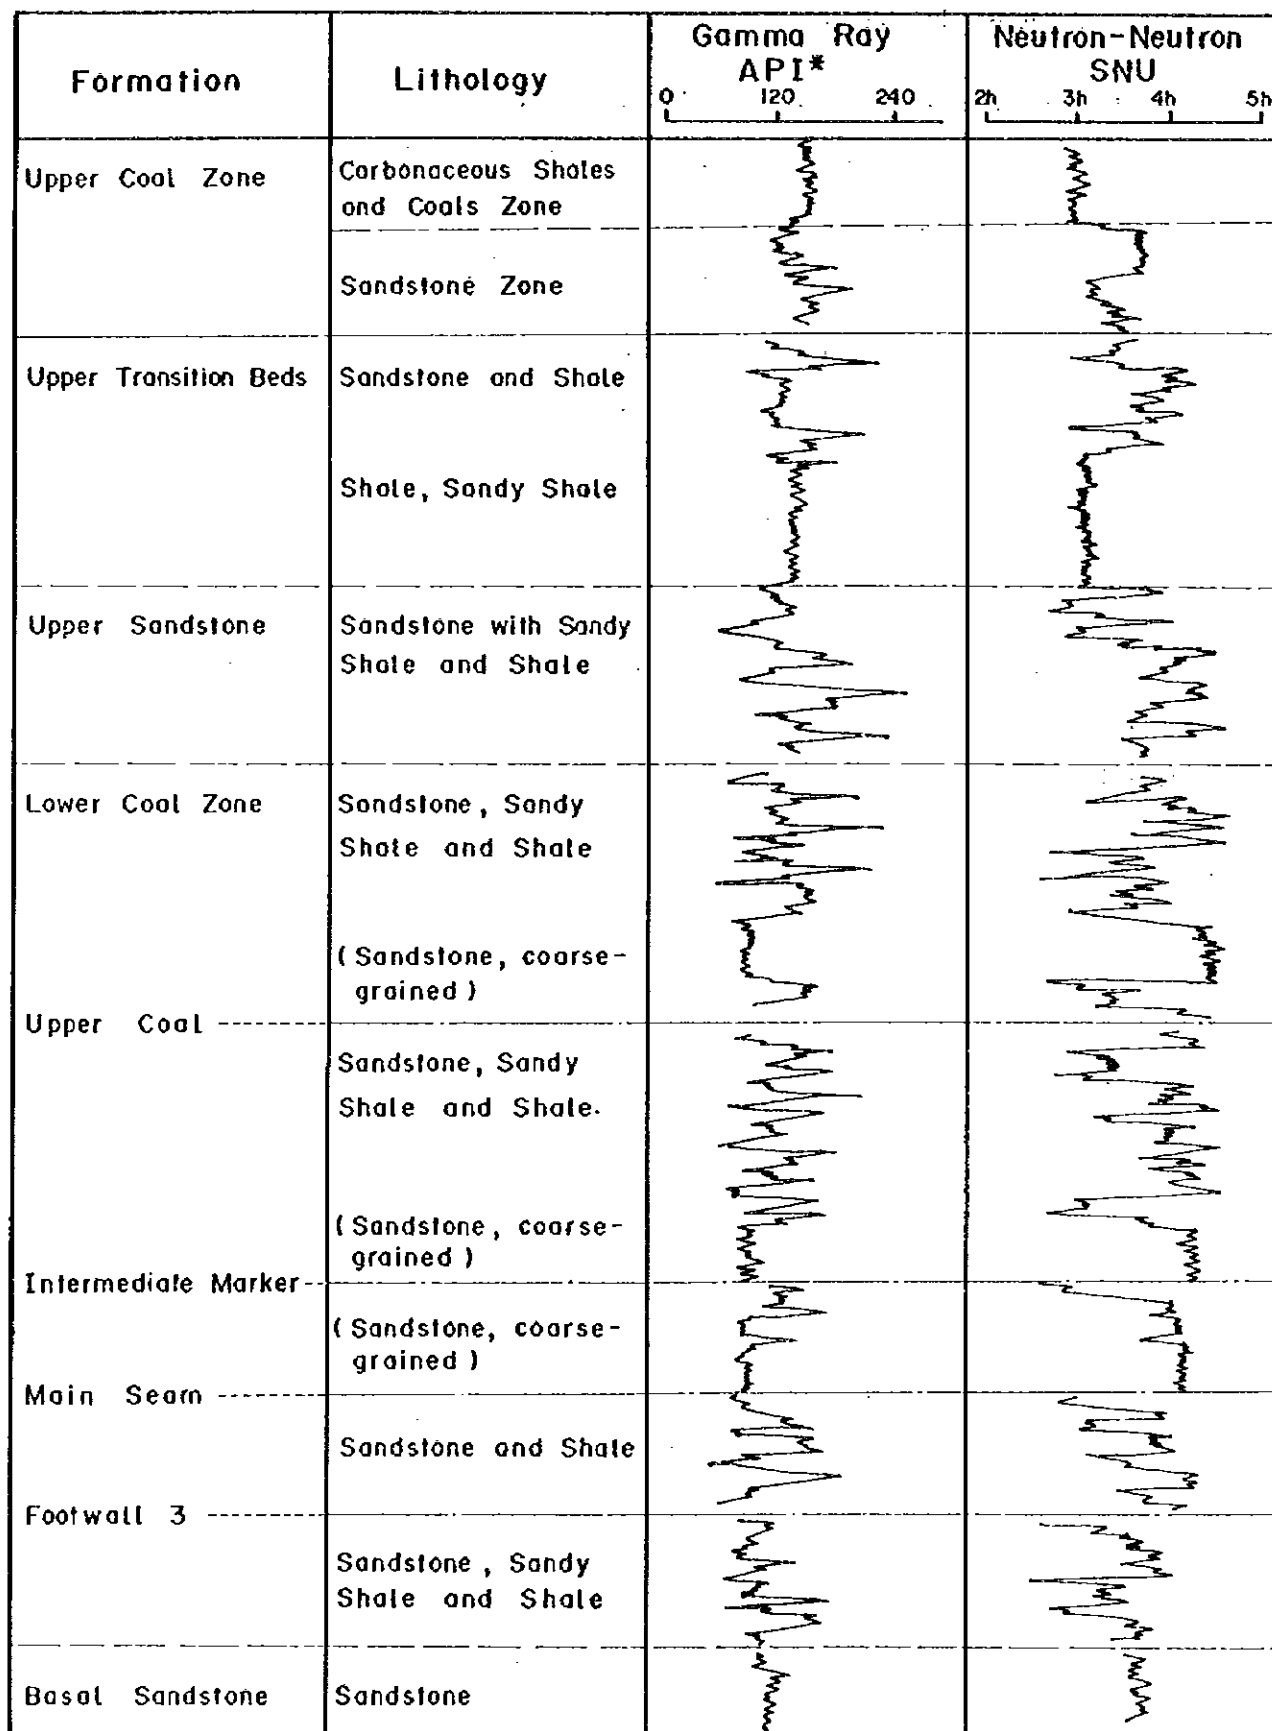 Formation
Lithology
Gamma Ray
API*
0 120 240
Neutron-Neutron
SNU
2h 3h 4h 5h
Upper Coal Zone
Carbonaceous Shales
and Coals Zone
Sandstone Zone
Upper Transition Beds
Sandstone and Shale
Shale, Sandy Shale
Upper Sandstone
Sandstone with Sandy
Shale and Shale
Lower Coal Zone
Sandstone, Sandy
Shale and Shale
(Sandstone, coarse-
grained)
Upper Coal
Sandstone, Sandy
Shale and Shale.
(Sandstone, coarse-
grained)
Intermediate Marker
(Sandstone, coarse-
grained)
Main Seam
Sandstone and Shale
Footwall 3
Sandstone, Sandy
Shale and Shale
Basal Sandstone
Sandstone